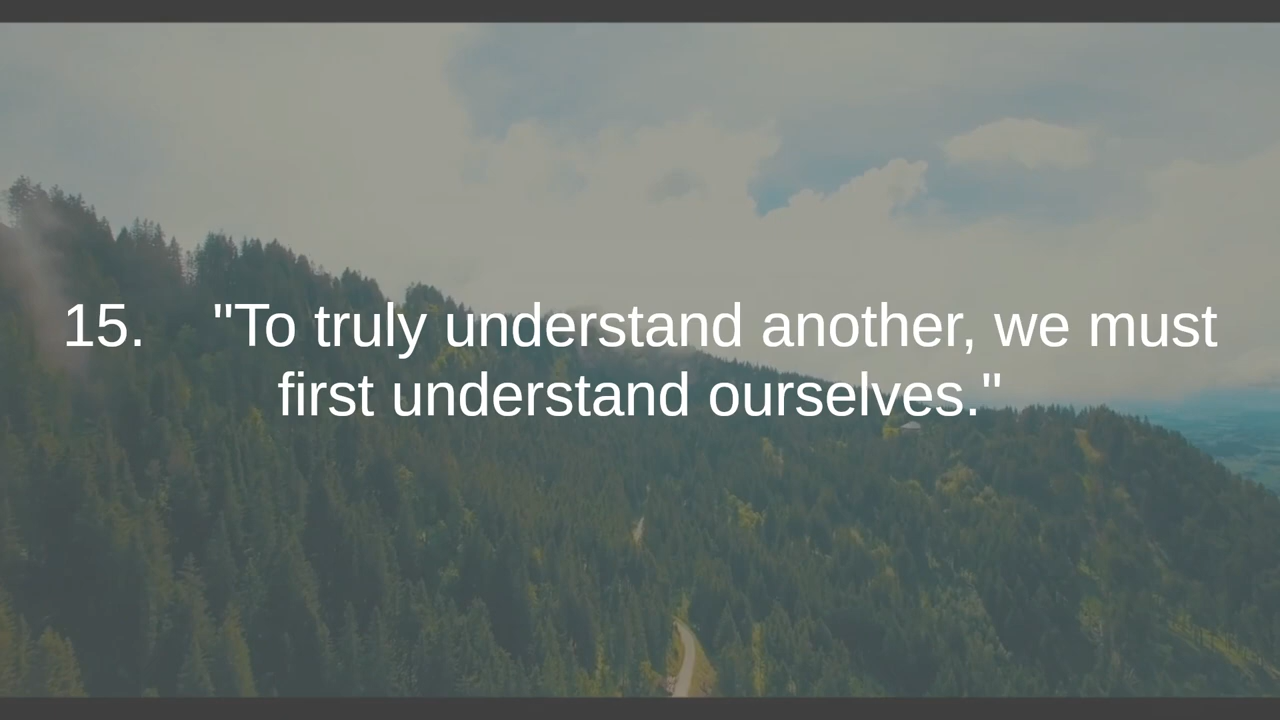 15. "To truly understand another, we must
first understand ourselves."